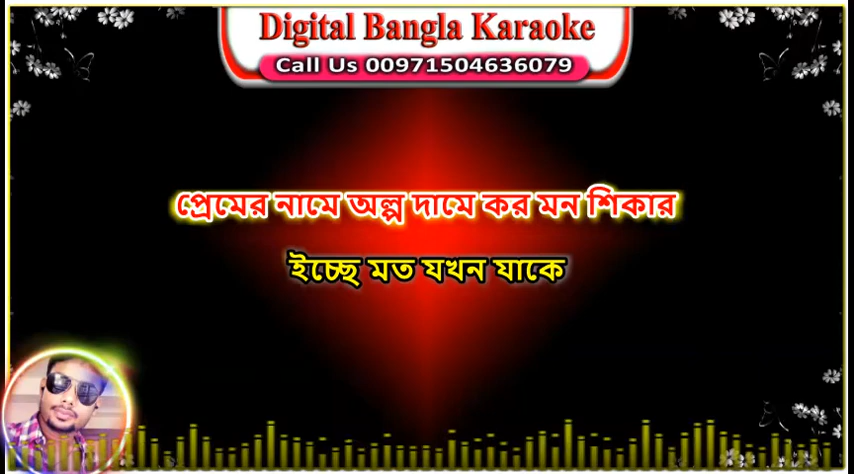 Digital Bangla Karaoke
Call Us 00971504636079
প্রেমের নামে অল্প দামে কর মন শিকার
ইচ্ছে মত যখন যাকে